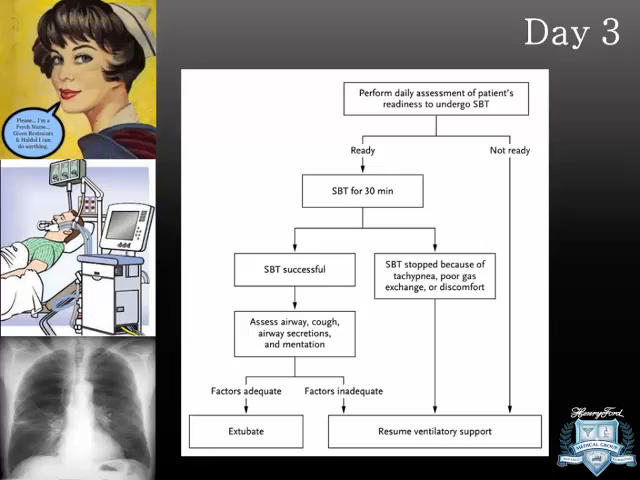 Day 3
Please... I'm a
Psych Nurse...
Given Restraints
& Haldol I can
do anything.
Perform daily assessment of patient's
readiness to undergo SBT
Ready
Not ready
SBT for 30 min
SBT successful
SBT stopped because of
tachypnea, poor gas
exchange, or discomfort
Assess airway, cough,
airway secretions,
and mentation
Factors adequate
Factors inadequate
Extubate
Resume ventilatory support
Henry Ford
MEDICAL GROUP